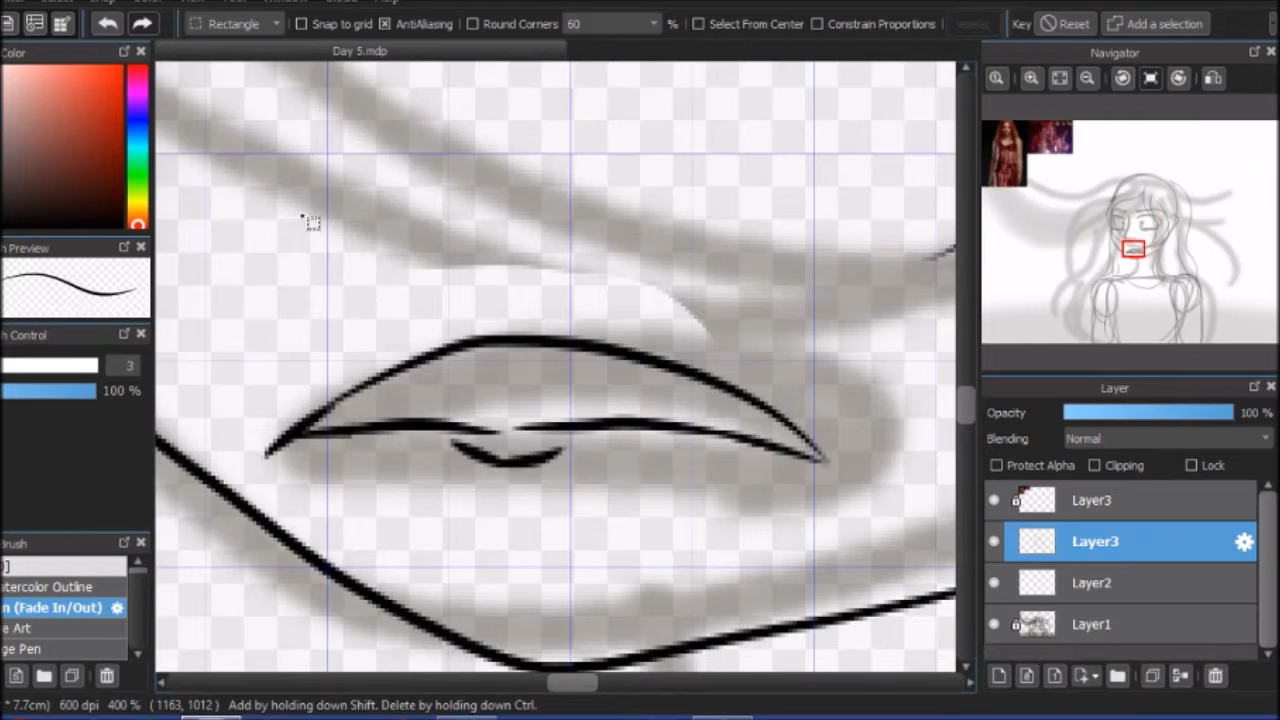 Rectangle Snap to grid AntiAliasing Round Corners 60 % Select From Center Constrain Proportions Key Reset Add a selection
Day 5.mdp
Color
Navigator
Preview
Control
3
100 %
Layer
Opacity 100 %
Blending Normal
Protect Alpha Clipping Lock
Layer3
Layer3
Layer2
Layer1
Brush
atercolor Outline
n (Fade In/Out)
e Art
ge Pen
* 7.7cm) 600 dpi 400 % ( 1163, 1012 ) Add by holding down Shift. Delete by holding down Ctrl.